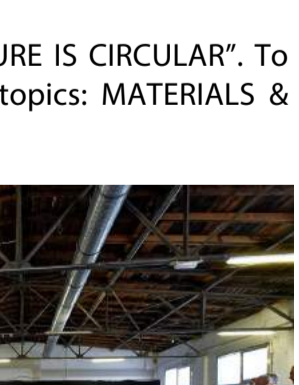 URE IS CIRCULAR”. To
topics: MATERIALS &